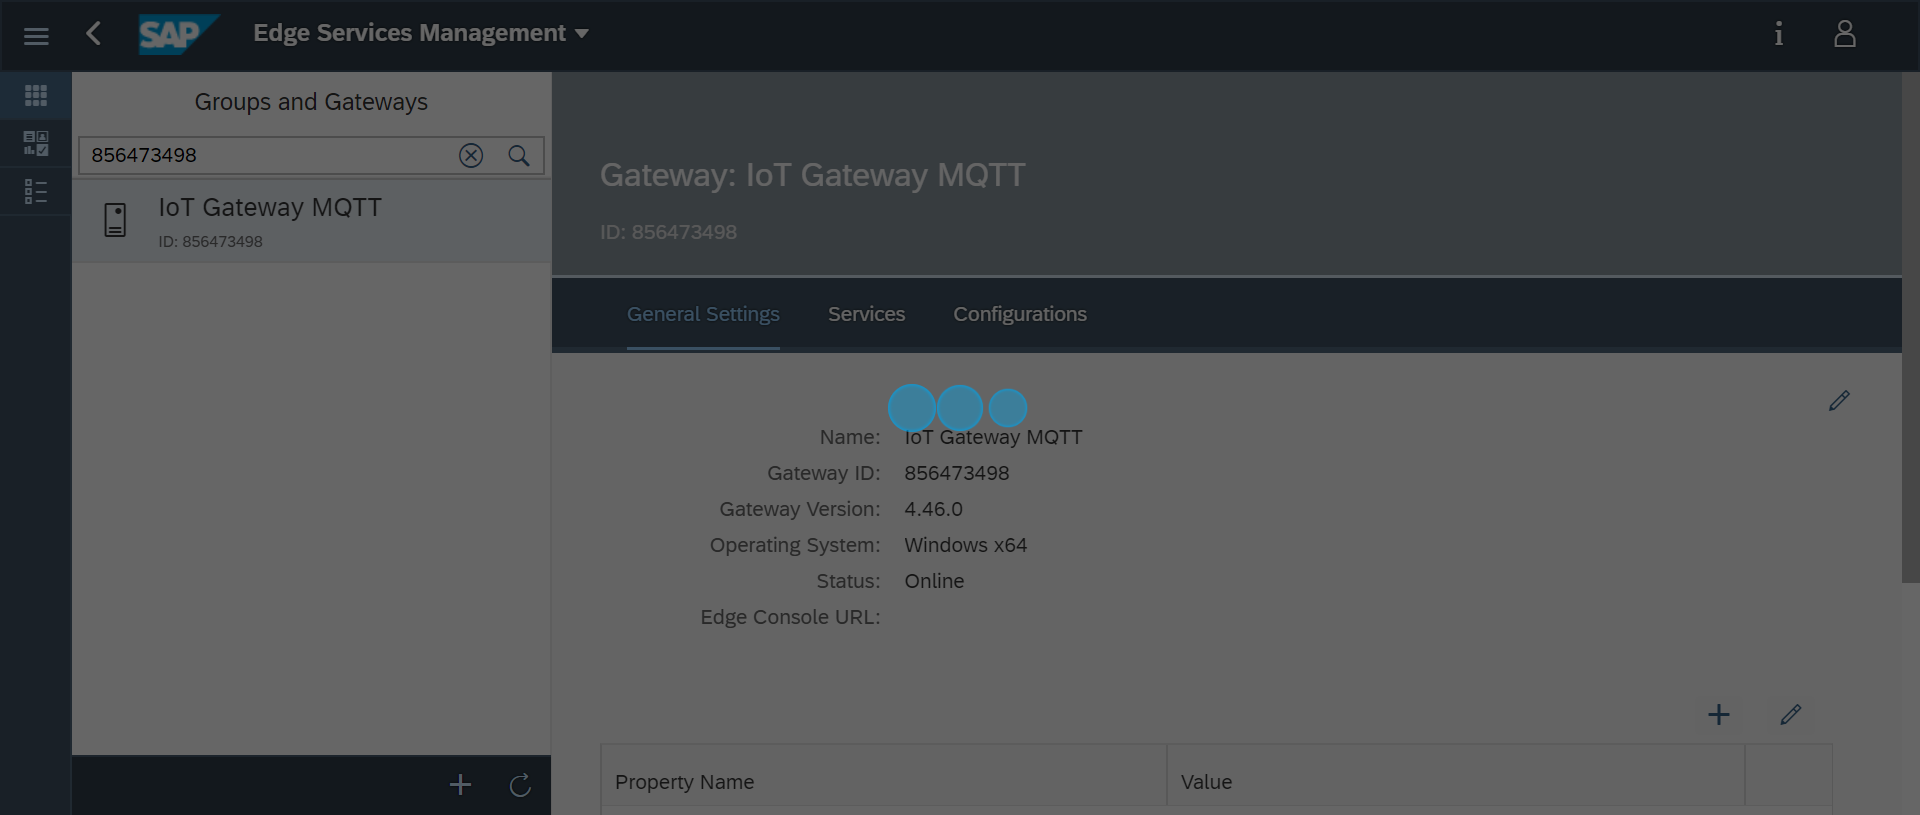 SAP
Edge Services Management
Groups and Gateways
856473498
IoT Gateway MQTT
ID: 856473498
Gateway: IoT Gateway MQTT
ID: 856473498
General Settings
Services
Configurations
Name: IoT Gateway MQTT
Gateway ID: 856473498
Gateway Version: 4.46.0
Operating System: Windows x64
Status: Online
Edge Console URL:
Property Name
Value